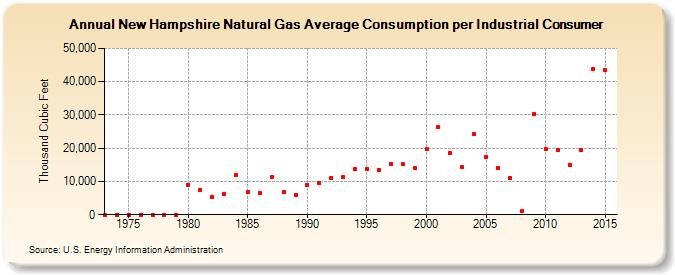 Annual New Hampshire Natural Gas Average Consumption per Industrial Consumer
Thousand Cubic Feet
50,000
40,000
30,000
20,000
10,000
0
1975 1980 1985 1990 1995 2000 2005 2010 2015
Source: U.S. Energy Information Administration